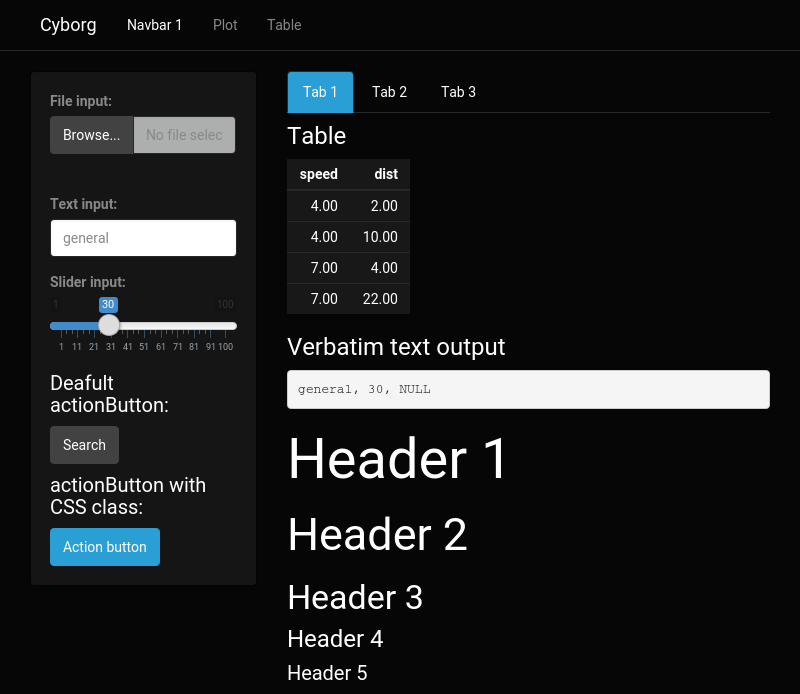 Cyborg Navbar 1 Plot Table
File input:
Browse... No file selec
Text input:
general
Slider input:
1 30 100
1 11 21 31 41 51 61 71 81 91 100
Deafult
actionButton:
Search
actionButton with
CSS class:
Action button
Tab 1 Tab 2 Tab 3
Table
speed dist
4.00 2.00
4.00 10.00
7.00 4.00
7.00 22.00
Verbatim text output
general, 30, NULL
Header 1
Header 2
Header 3
Header 4
Header 5